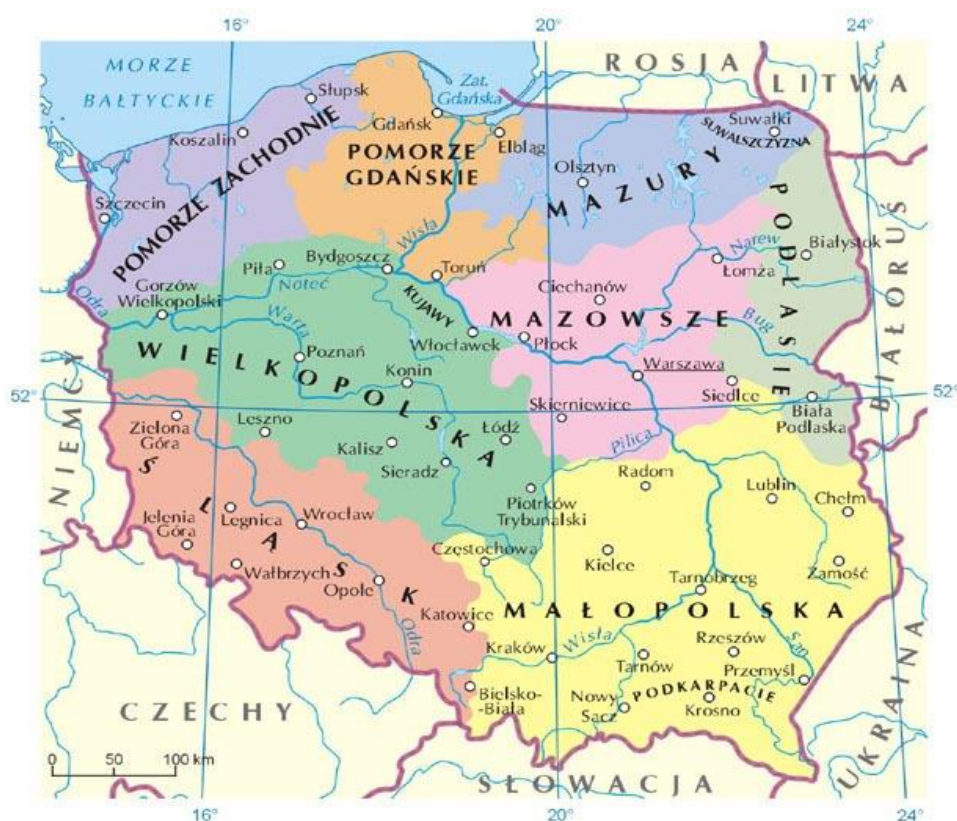 16°
20°
24°
MORZE
BAŁTYCKIE
Zat.
Gdańska
ROSJA
LITWA
Słupsk
Koszalin
Gdańsk
Elbląg
Suwałki
SUWALSZCZYZNA
POMORZE ZACHODNIE
POMORZE
GDAŃSKIE
Olsztyn
MAZURY
Szczecin
PODLASIE
BIAŁORUŚ
Wisła
Bydgoszcz
Toruń
Piła
Noteć
Narew
Białystok
Łomża
Ciechanów
Gorzów
Wielkopolski
Odra
Warta
KUJAWY
MAZOWSZE
Włocławek
Płock
Bug
WIELKOPOLSKA
Poznań
Konin
Warszawa
Siedlce
52°
52°
NIEMCY
Zielona
Góra
Leszno
Kalisz
Sieradz
Łódź
Skierniewice
Biała
Podlaska
Pilica
Radom
Lublin
Chełm
ŚLĄSK
Piotrków
Trybunalski
Jelenia
Góra
Legnica
Wrocław
Wałbrzych
Opole
Częstochowa
Kielce
Zamość
Tarnobrzeg
MAŁOPOLSKA
Katowice
Odra
Kraków
Wisła
Rzeszów
San
Tarnów
Przemyśl
Bielsko-
-Biała
Nowy
Sącz
PODKARPACIE
Krosno
CZECHY
UKRAINA
SŁOWACJA
0 50 100 km
16°
20°
24°